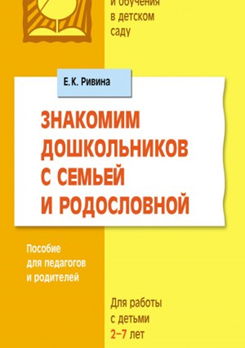 и обучения
в детском
саду
Е. К. Ривина
ЗНАКОМИМ
ДОШКОЛЬНИКОВ
С СЕМЬЕЙ
И РОДОСЛОВНОЙ
Пособие
для педагогов
и родителей
Для работы
с детьми
2–7 лет